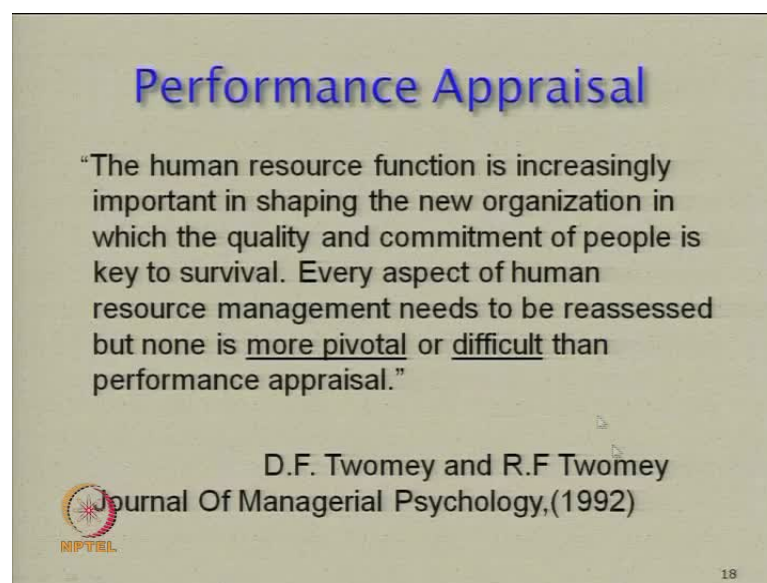 Performance Appraisal
“The human resource function is increasingly
important in shaping the new organization in
which the quality and commitment of people is
key to survival. Every aspect of human
resource management needs to be reassessed
but none is more pivotal or difficult than
performance appraisal.”
D.F. Twomey and R.F Twomey
Journal Of Managerial Psychology,(1992)
NPTEL
18